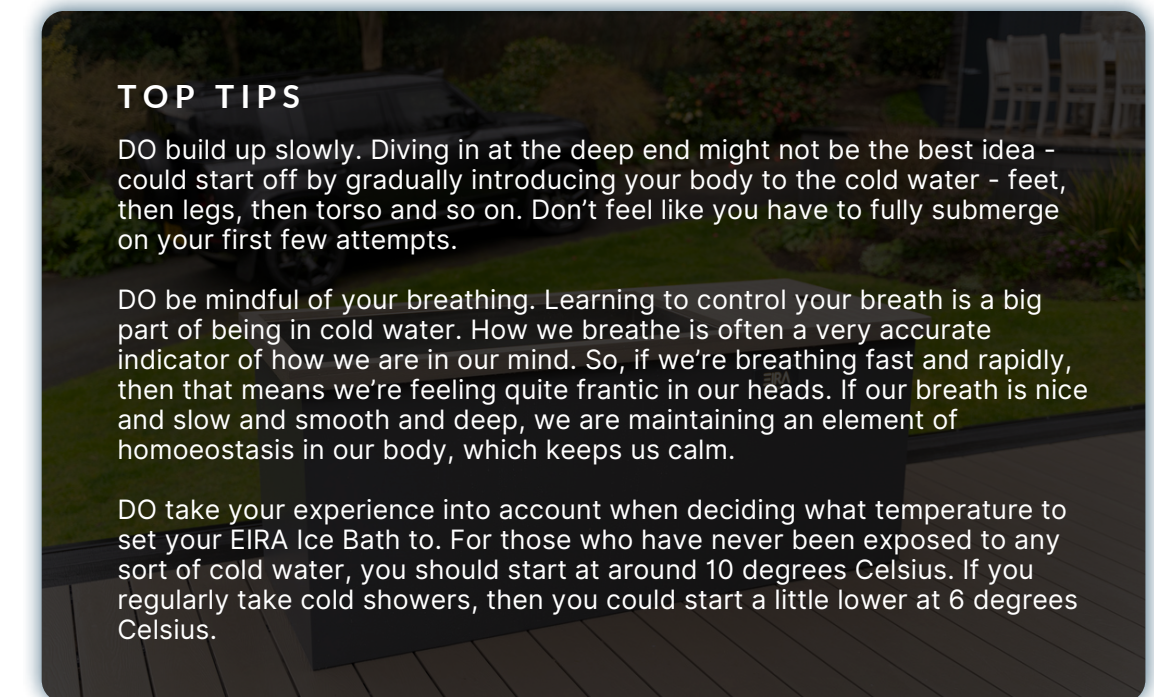 TOP TIPS
DO build up slowly. Diving in at the deep end might not be the best idea -
could start off by gradually introducing your body to the cold water - feet,
then legs, then torso and so on. Don’t feel like you have to fully submerge
on your first few attempts.
DO be mindful of your breathing. Learning to control your breath is a big
part of being in cold water. How we breathe is often a very accurate
indicator of how we are in our mind. So, if we’re breathing fast and rapidly,
then that means we’re feeling quite frantic in our heads. If our breath is nice
and slow and smooth and deep, we are maintaining an element of
homoeostasis in our body, which keeps us calm.
DO take your experience into account when deciding what temperature to
set your EIRA Ice Bath to. For those who have never been exposed to any
sort of cold water, you should start at around 10 degrees Celsius. If you
regularly take cold showers, then you could start a little lower at 6 degrees
Celsius.
EIRA